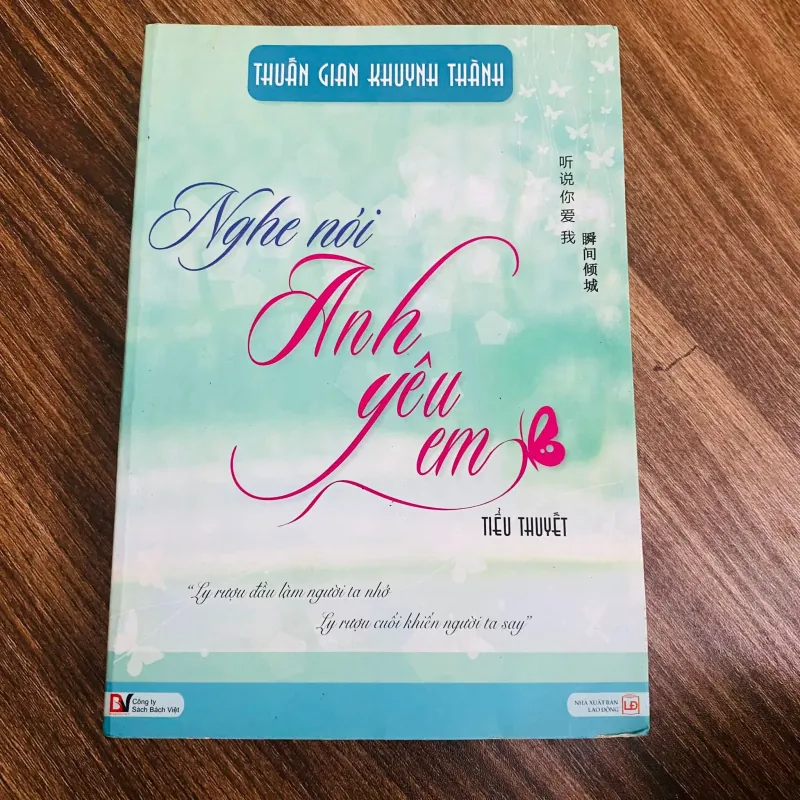 THUẤN GIAN KHUYNH THÀNH
听说你爱我
瞬间倾城
Nghe nói
Anh
yêu
em
TIỂU THUYẾT
“Ly rượu đầu làm người ta nhớ
Ly rượu cuối khiến người ta say”
BV
Công ty
Sách Bách Việt
NHÀ XUẤT BẢN
LAO ĐỘNG
LĐ